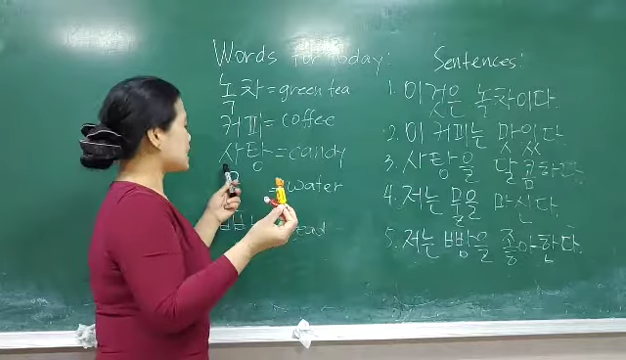 Words for Today:
녹차 = green tea
커피 = coffee
사탕 = candy
= water
Sentences:
1. 이것은 녹차이다.
2. 이 커피는 맛있다.
3. 사탕을 달콤하다.
4. 저는 물을 마신다.
5. 저는 빵을 좋아한다.